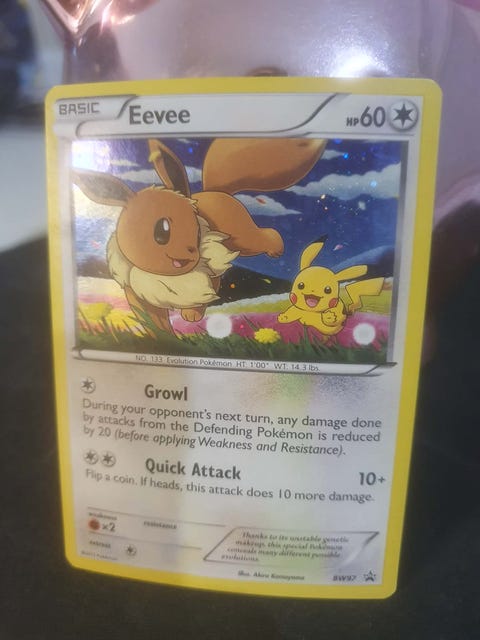 BASIC Eevee HP60
NO. 133 Evolution Pokémon HT: 1'00" WT: 14.3 lbs.
Growl
During your opponent's next turn, any damage done
by attacks from the Defending Pokémon is reduced
by 20 (before applying Weakness and Resistance).
Quick Attack 10+
Flip a coin. If heads, this attack does 10 more damage.
weakness
×2
resistance
retreat
Thanks to its unstable genetic
makeup, this special Pokémon
conceals many different possible
evolutions.
Illus. Akira Komayama
BW97